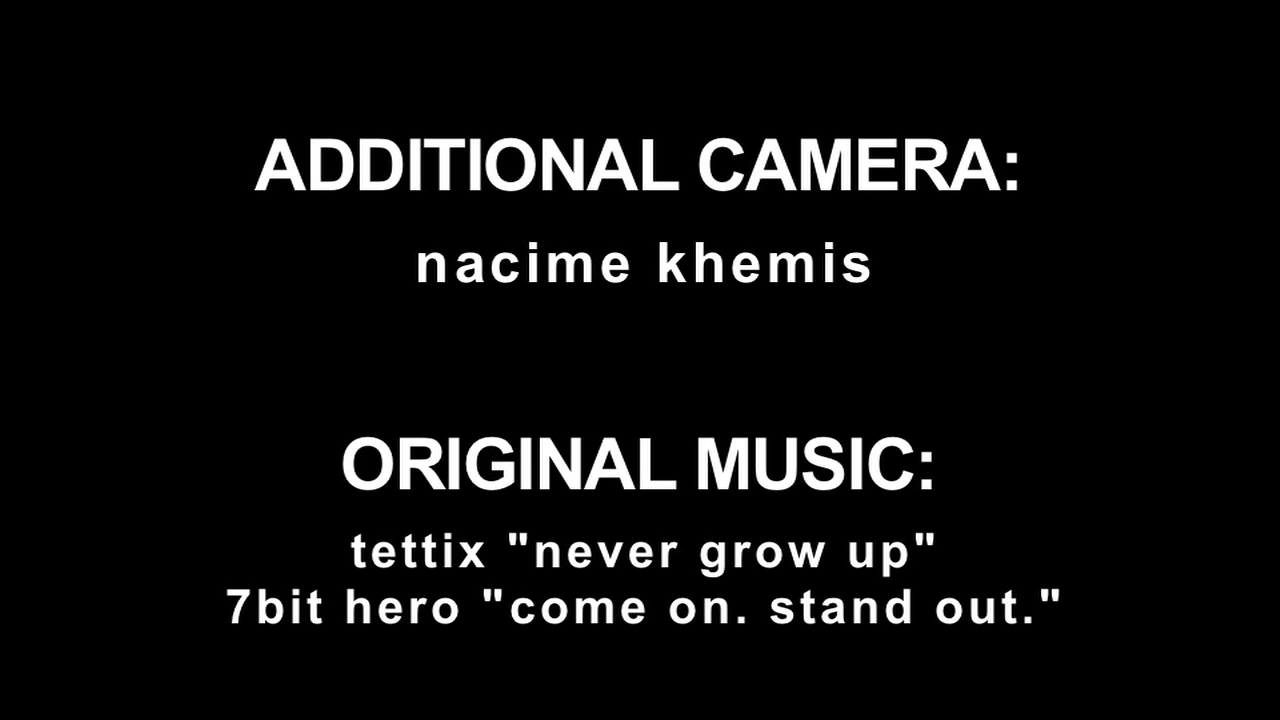 ADDITIONAL CAMERA:
nacime khemis
ORIGINAL MUSIC:
tettix "never grow up"
7bit hero "come on. stand out."